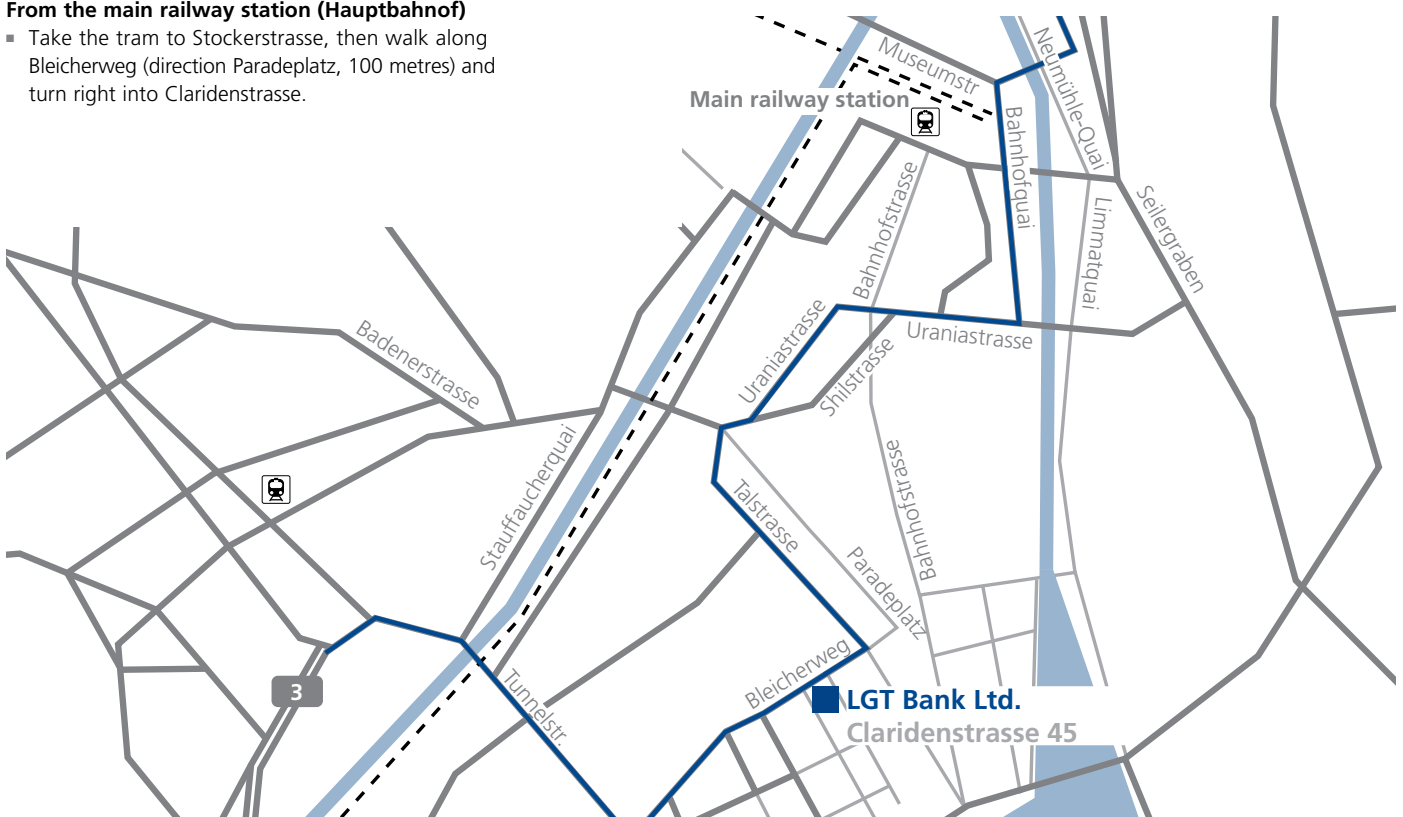 From the main railway station (Hauptbahnof)
▪ Take the tram to Stockerstrasse, then walk along
Bleicherweg (direction Paradeplatz, 100 metres) and
turn right into Claridenstrasse.
Museumstr
Neumühle-Quai
Main railway station
Bahnhofquai
Bahnhofstrasse
Limmatquai
Seilergraben
Uraniastrasse
Uraniastrasse
Shilstrasse
Badenerstrasse
Stauffaucherquai
Bahnhofstrasse
Talstrasse
Paradeplatz
Bleicherweg
Tunnelstr.
3
LGT Bank Ltd.
Claridenstrasse 45